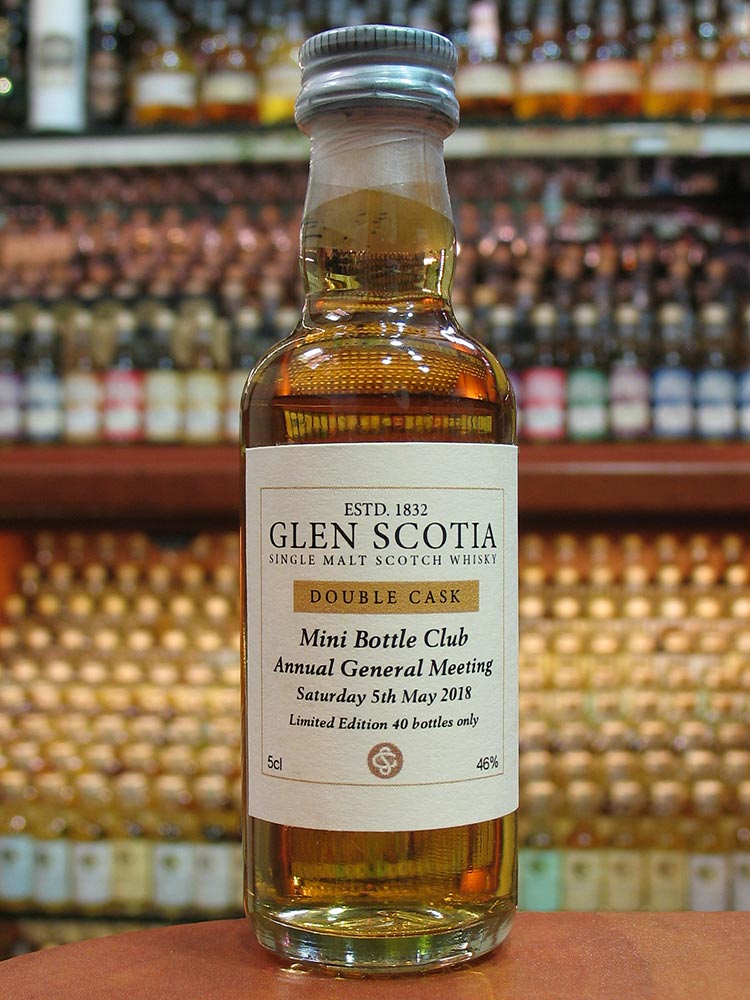 ESTD. 1832
GLEN SCOTIA
SINGLE MALT SCOTCH WHISKY
DOUBLE CASK
Mini Bottle Club
Annual General Meeting
Saturday 5th May 2018
Limited Edition 40 bottles only
5cl 46%